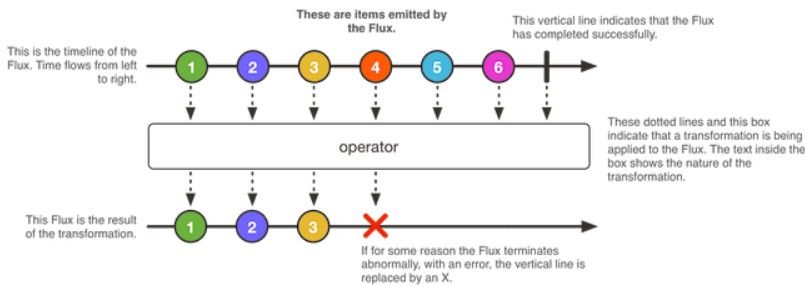 These are items emitted by
the Flux.
This vertical line indicates that the Flux
has completed successfully.
This is the timeline of the
Flux. Time flows from left
to right.
1 2 3 4 5 6
These dotted lines and this box
indicate that a transformation is being
applied to the Flux. The text inside the
box shows the nature of the
transformation.
operator
This Flux is the result
of the transformation.
1 2 3
If for some reason the Flux terminates
abnormally, with an error, the vertical line is
replaced by an X.